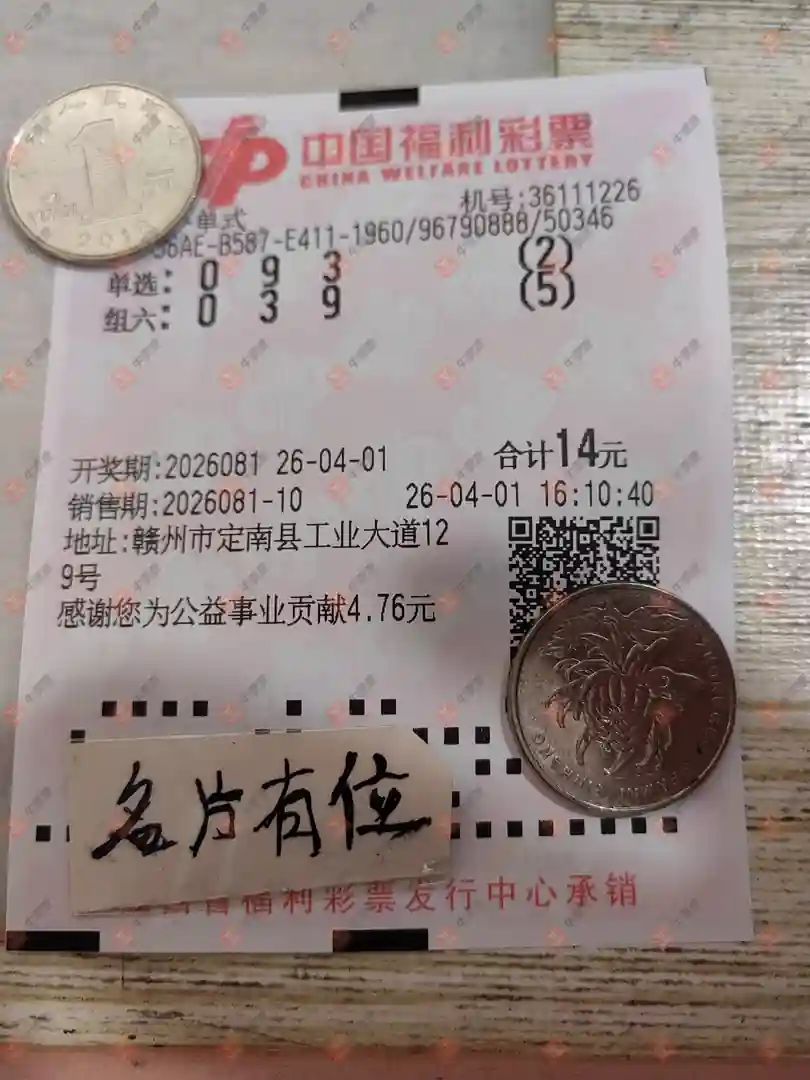 中国福利彩票
CHINA WELFARE LOTTERY
机号:36111226
单式
56AE-B587-E411-1960/96790888/50346
单选: 0 9 3 (2)
组六: 0 3 9 (5)
开奖期:2026081 26-04-01 合计14元
销售期:2026081-10 26-04-01 16:10:40
地址:赣州市定南县工业大道12
9号
感谢您为公益事业贡献4.76元
名片有位
省福利彩票发行中心承销